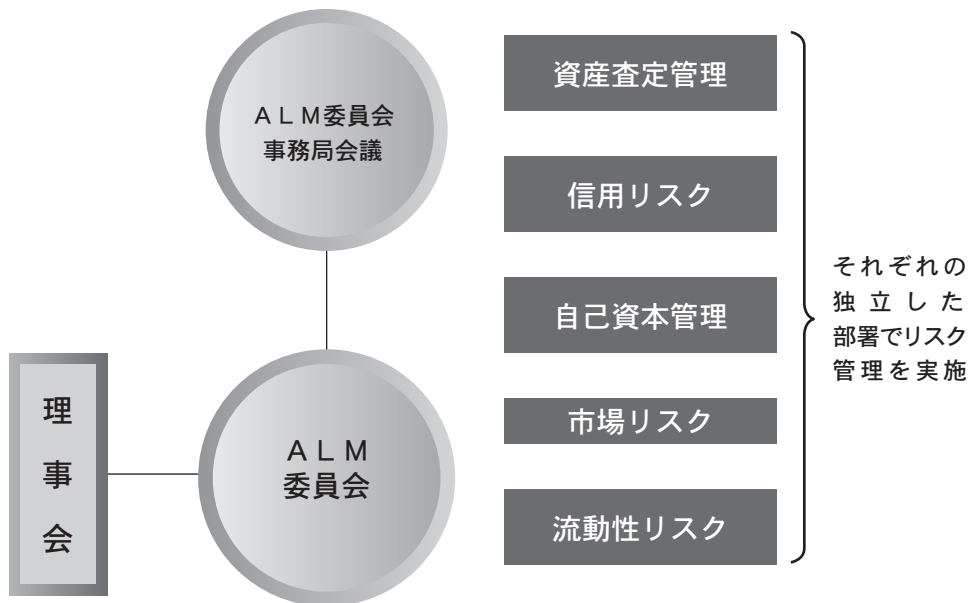 ALM委員会
事務局会議
理事会
ALM
委員会
資産査定管理
信用リスク
自己資本管理
市場リスク
流動性リスク
それぞれの
独立した
部署でリスク
管理を実施